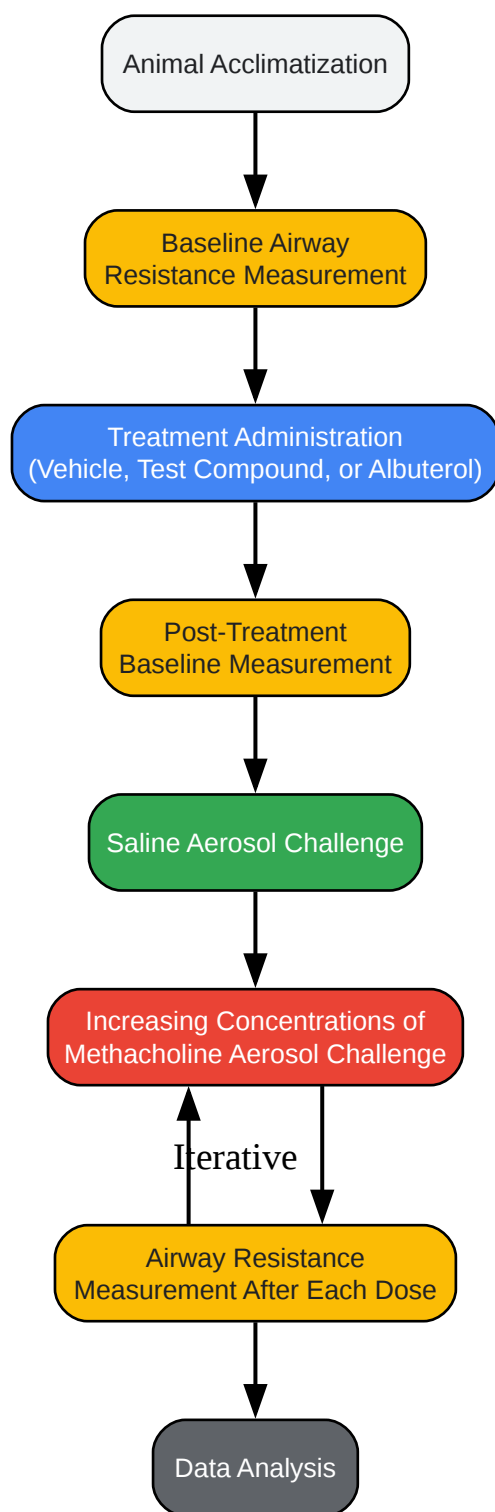 Animal Acclimatization
Baseline Airway
Resistance Measurement
Treatment Administration
(Vehicle, Test Compound, or Albuterol)
Post-Treatment
Baseline Measurement
Saline Aerosol Challenge
Increasing Concentrations of
Methacholine Aerosol Challenge
Iterative
Airway Resistance
Measurement After Each Dose
Data Analysis